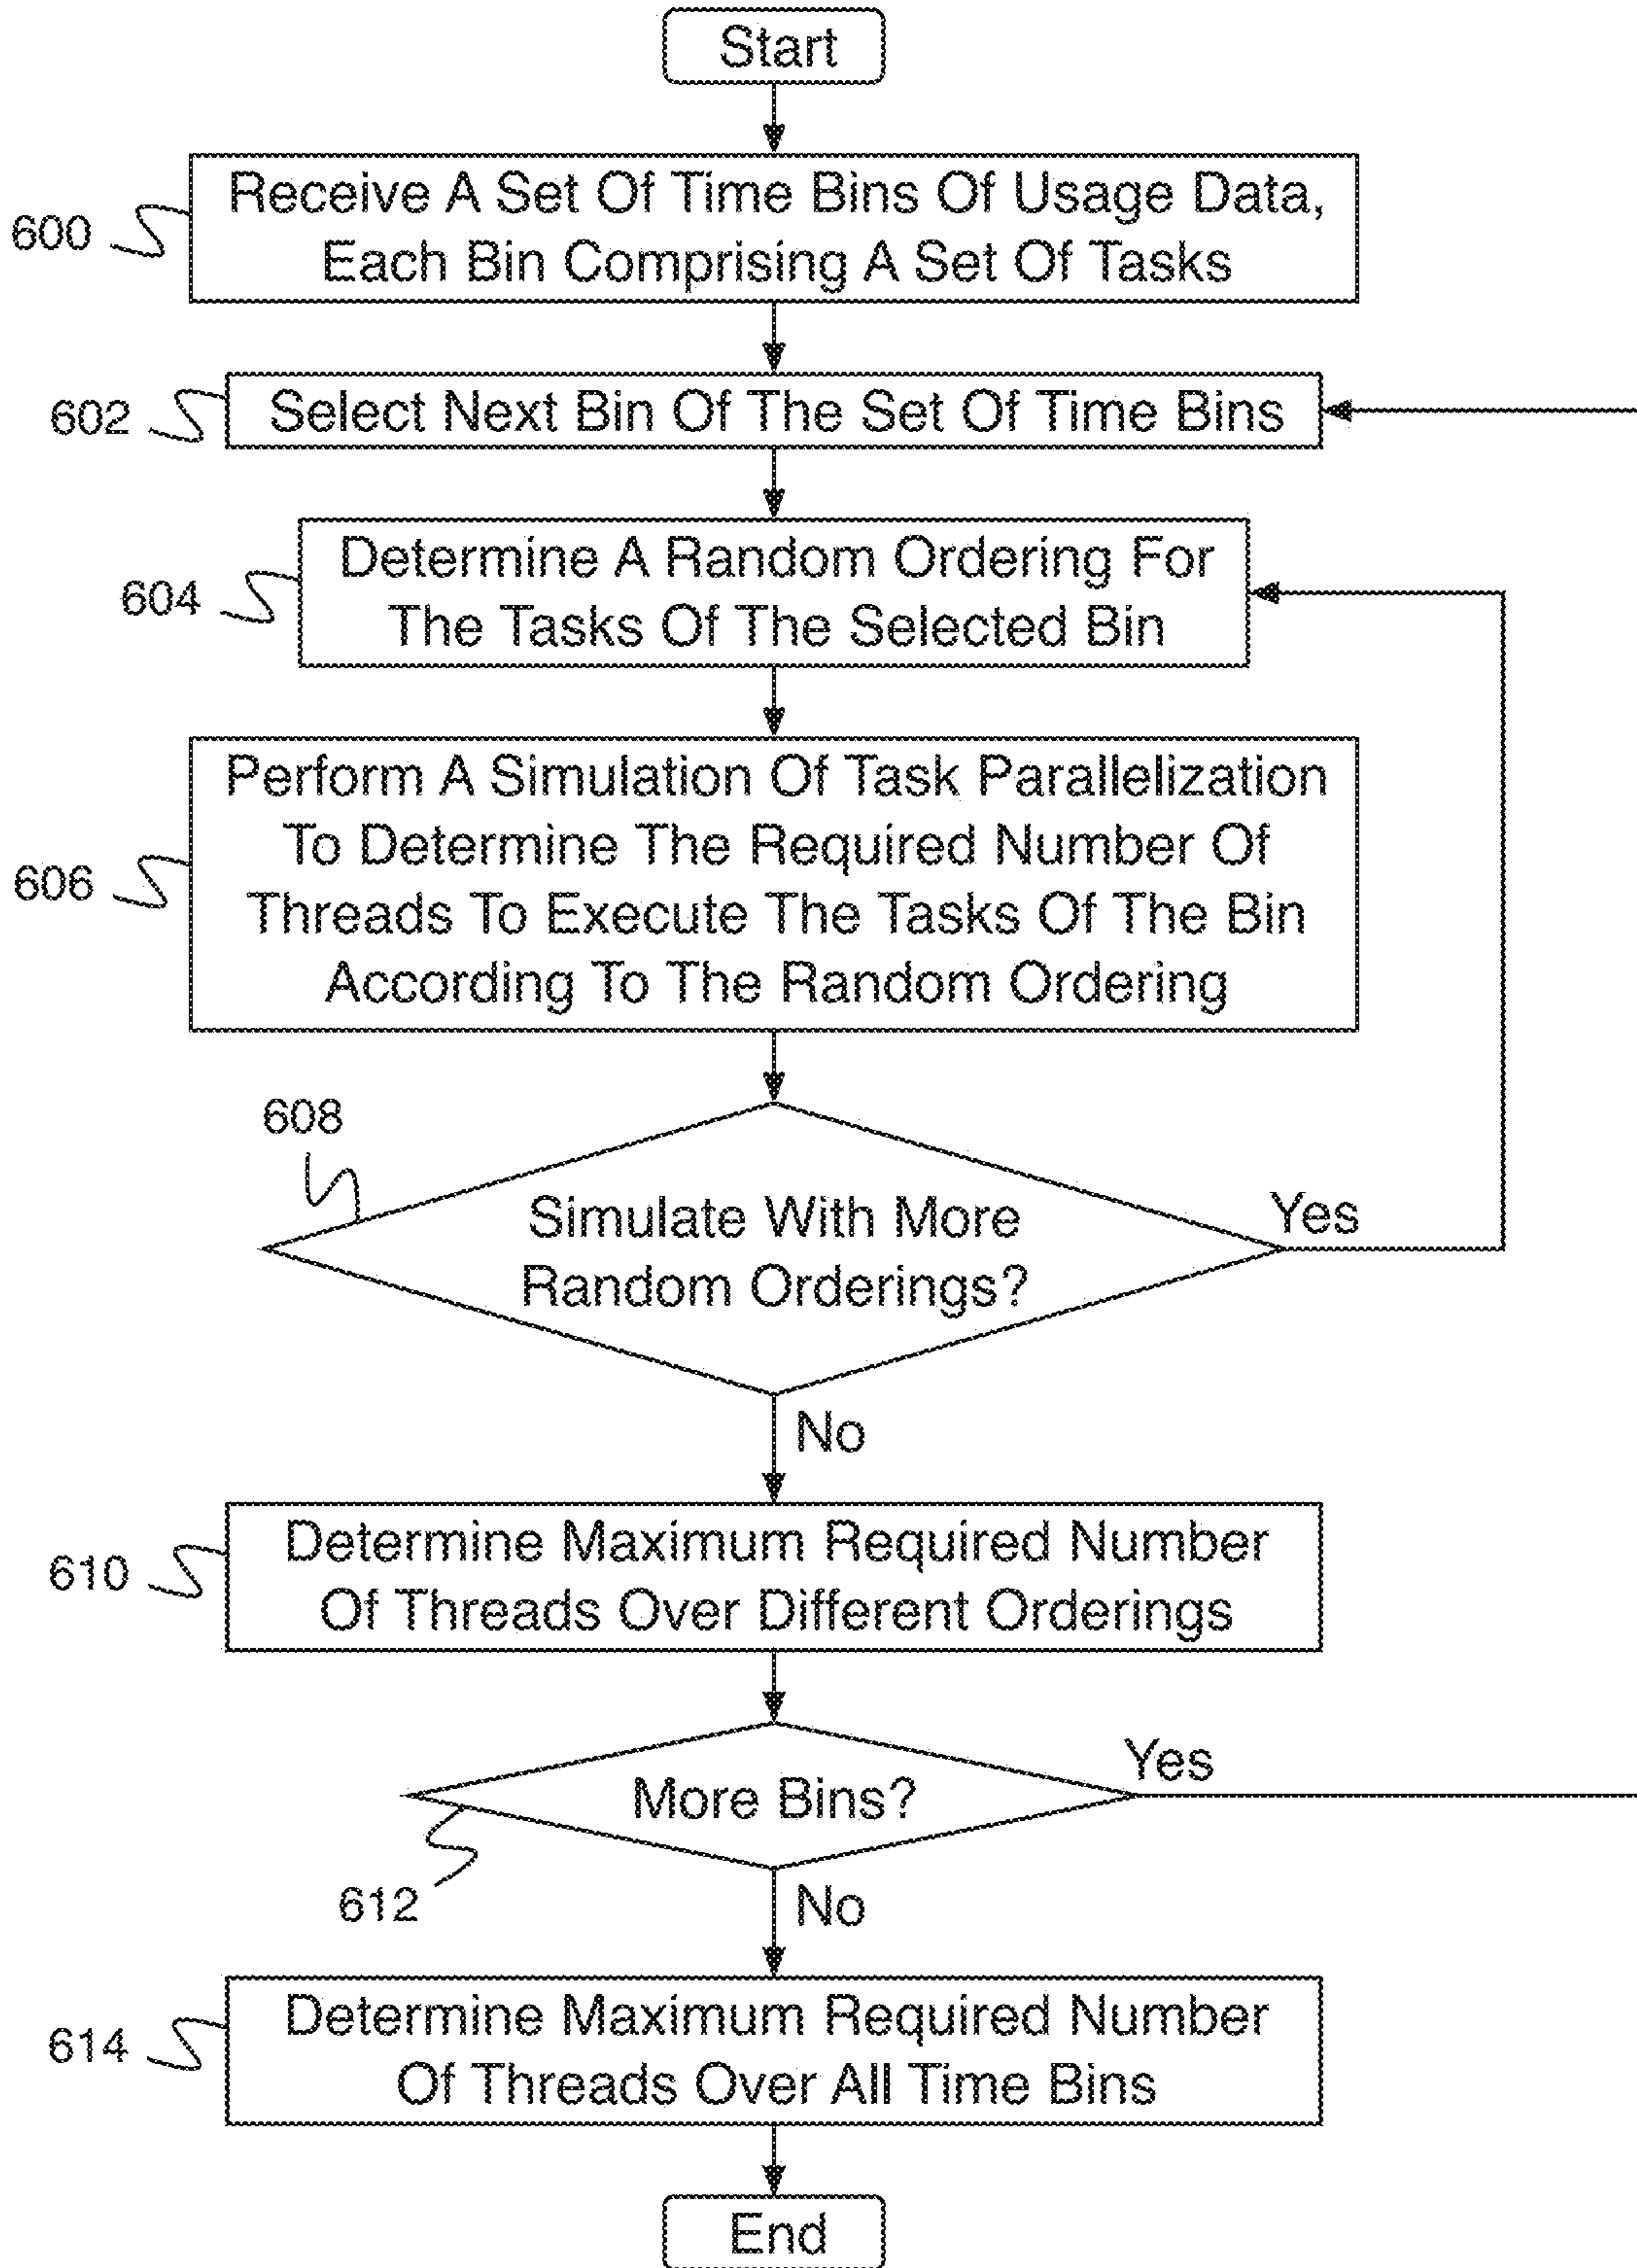 Start
600
Receive A Set Of Time Bins Of Usage Data,
Each Bin Comprising A Set Of Tasks
602
Select Next Bin Of The Set Of Time Bins
604
Determine A Random Ordering For
The Tasks Of The Selected Bin
606
Perform A Simulation Of Task Parallelization
To Determine The Required Number Of
Threads To Execute The Tasks Of The Bin
According To The Random Ordering
608
Simulate With More
Random Orderings?
Yes
No
610
Determine Maximum Required Number
Of Threads Over Different Orderings
612
More Bins?
Yes
No
614
Determine Maximum Required Number
Of Threads Over All Time Bins
End